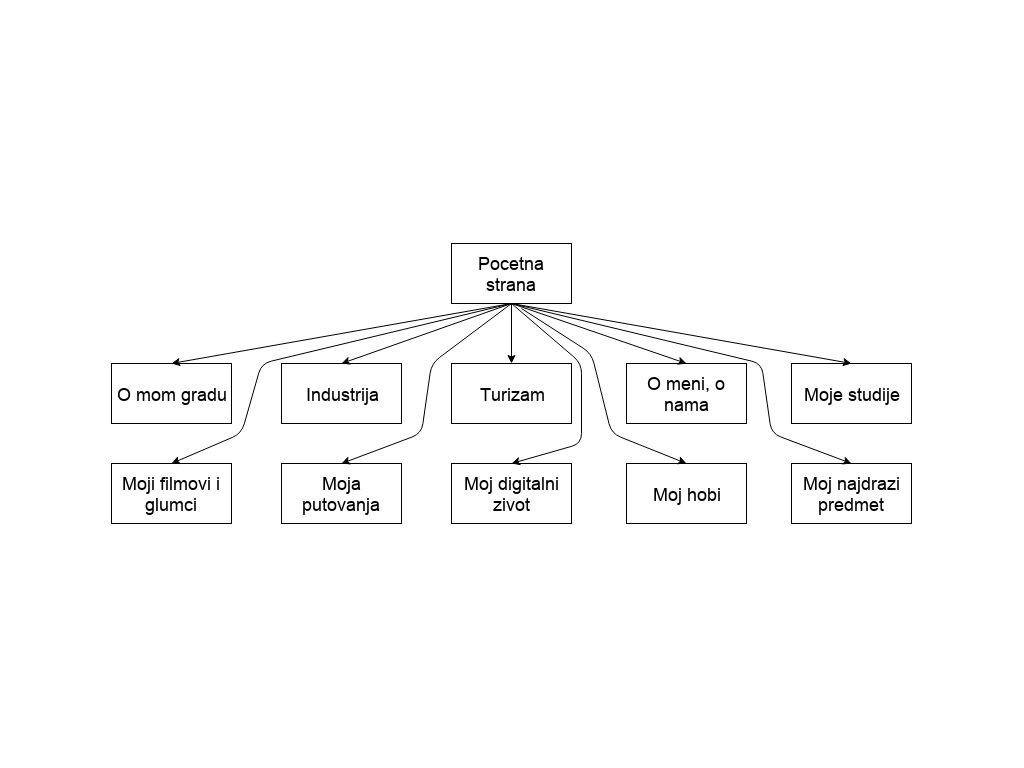 Pocetna
strana
O mom gradu
Industrija
Turizam
O meni, o
nama
Moje studije
Moji filmovi i
glumci
Moja
putovanja
Moj digitalni
zivot
Moj hobi
Moj najdrazi
predmet